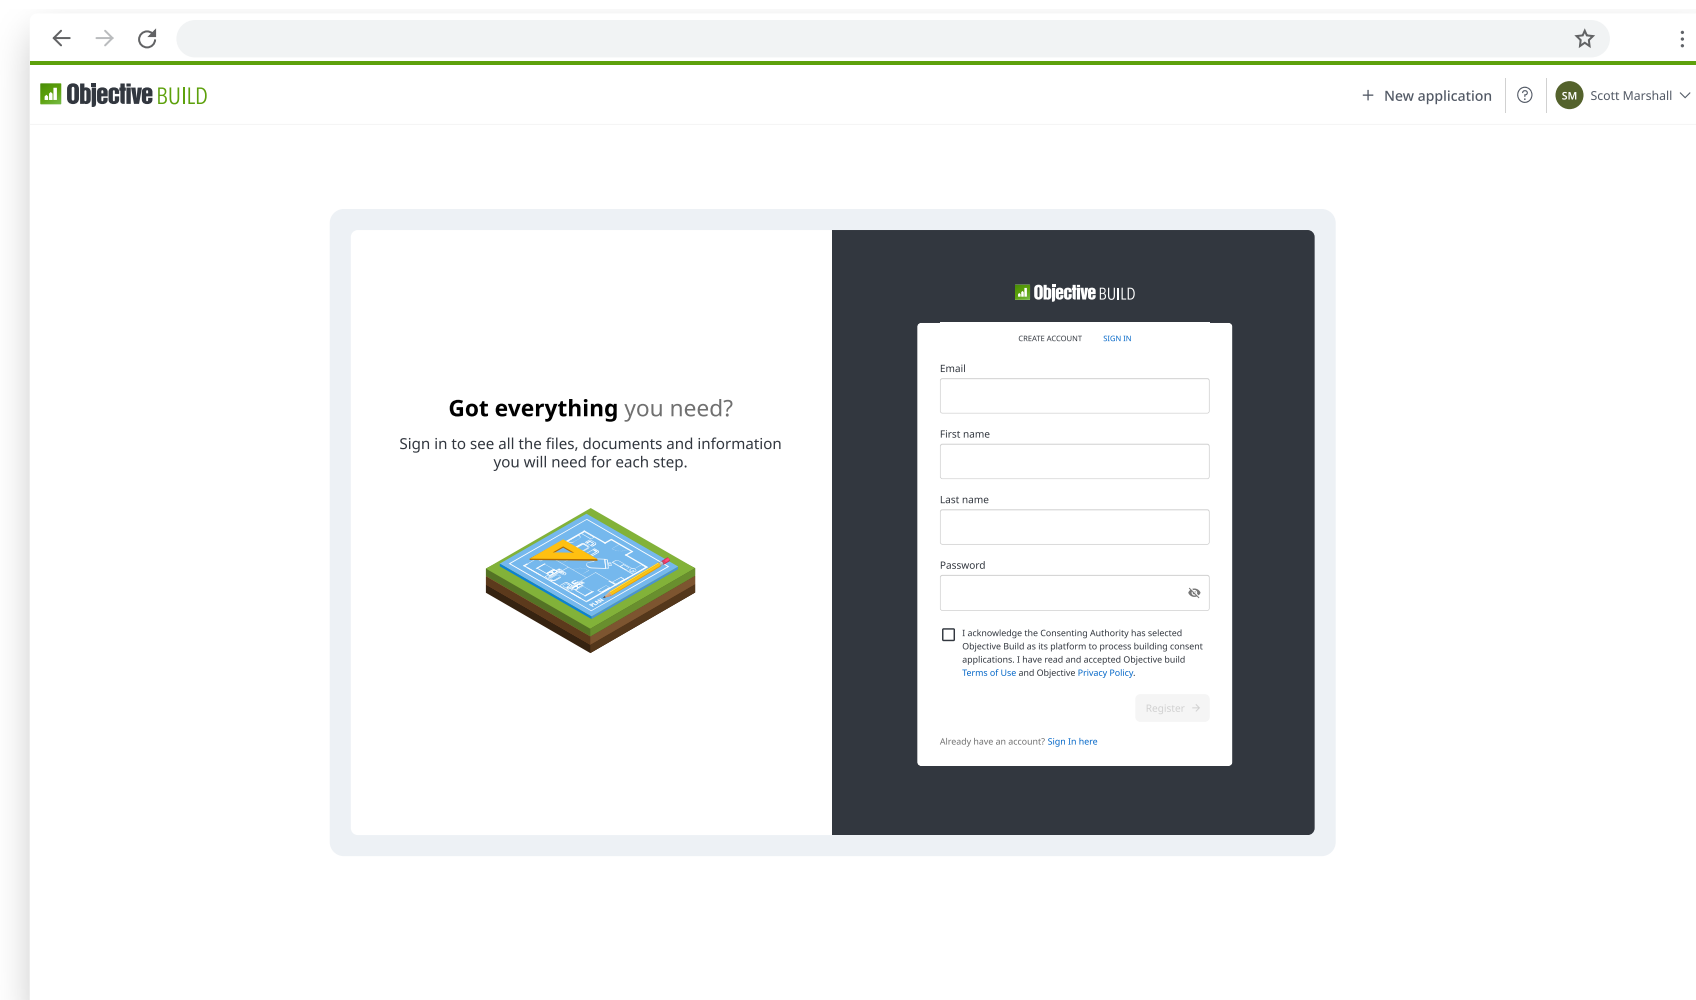 Objective BUILD
New application
SM
Scott Marshall
Got everything you need?
Sign in to see all the files, documents and information
you will need for each step.
PLAN
Objective BUILD
CREATE ACCOUNT
SIGN IN
Email
First name
Last name
Password
I acknowledge the Consenting Authority has selected
Objective Build as its platform to process building consent
applications. I have read and accepted Objective build
Terms of Use and Objective Privacy Policy.
Register
Already have an account? Sign In here